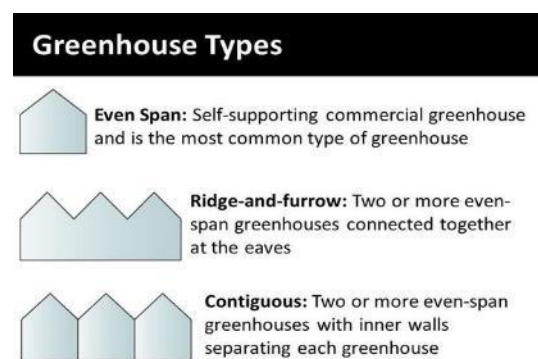 Greenhouse Types
Even Span: Self-supporting commercial greenhouse
and is the most common type of greenhouse
Ridge-and-furrow: Two or more even-
span greenhouses connected together
at the eaves
Contiguous: Two or more even-span
greenhouses with inner walls
separating each greenhouse